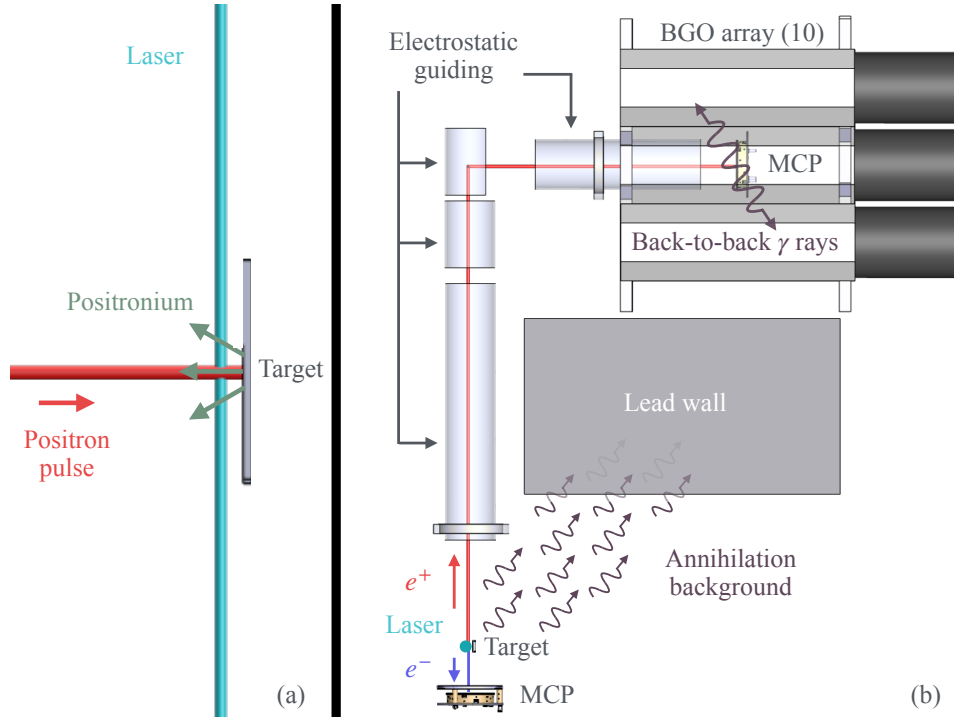 Laser
Positronium
Target
Positron
pulse
(a)
Electrostatic
guiding
BGO array (10)
MCP
Back-to-back γ rays
Lead wall
Annihilation
background
e⁺
Laser
Target
e⁻
MCP
(b)